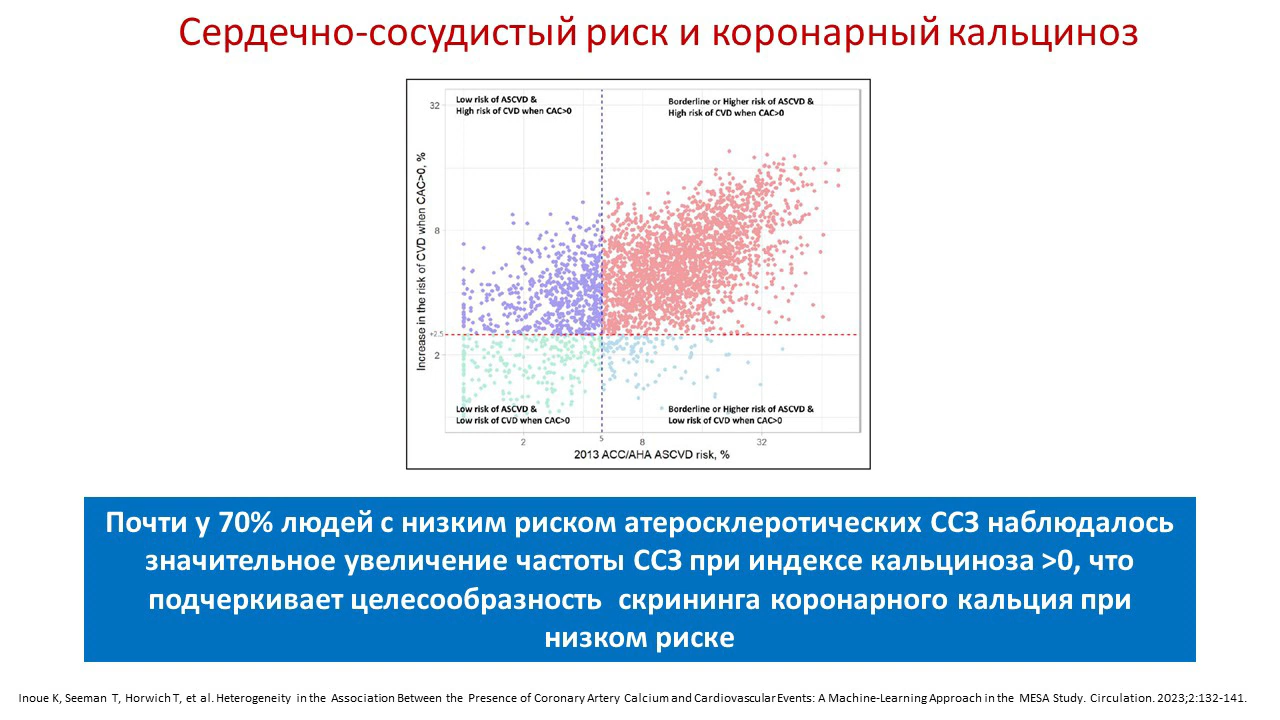 Сердечно-сосудистый риск и коронарный кальциноз
Low risk of ASCVD &
High risk of CVD when CAC>0
Borderline or Higher risk of ASCVD &
High risk of CVD when CAC>0
32
8
+2.5
2
Increase in the risk of CVD when CAC>0, %
Low risk of ASCVD &
Low risk of CVD when CAC>0
Borderline or Higher risk of ASCVD &
Low risk of CVD when CAC>0
2
5
8
32
2013 ACC/AHA ASCVD risk, %
Почти у 70% людей с низким риском атеросклеротических ССЗ наблюдалось
значительное увеличение частоты ССЗ при индексе кальциноза >0, что
подчеркивает целесообразность скрининга коронарного кальция при
низком риске
Inoue K, Seeman T, Horwich T, et al. Heterogeneity in the Association Between the Presence of Coronary Artery Calcium and Cardiovascular Events: A Machine-Learning Approach in the MESA Study. Circulation. 2023;2:132-141.